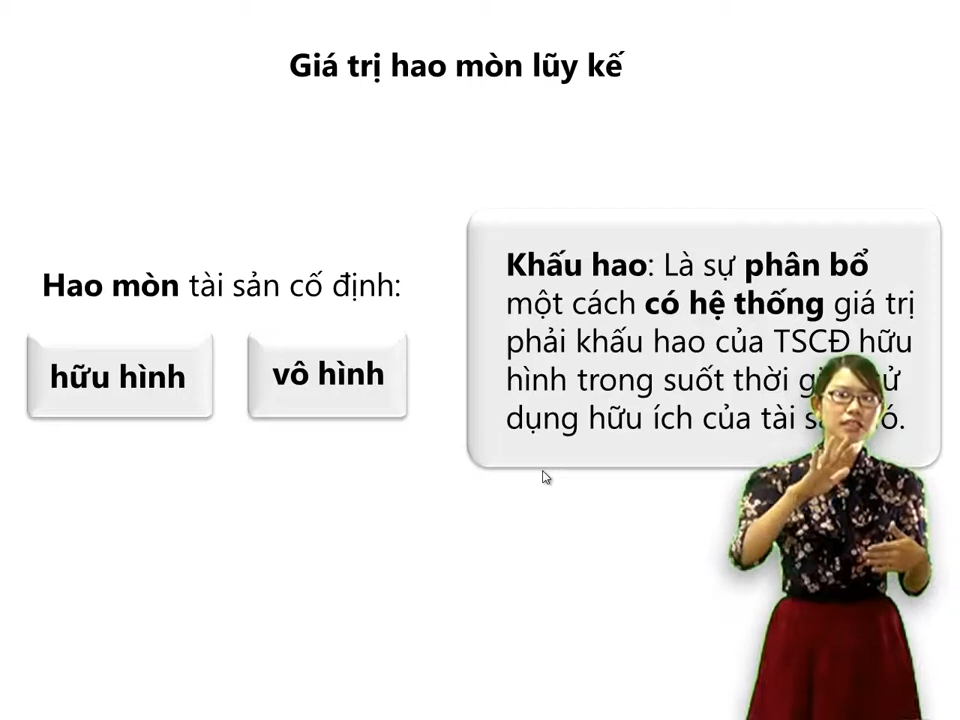 Giá trị hao mòn lũy kế
Hao mòn tài sản cố định:
hữu hình
vô hình
Khấu hao: Là sự phân bổ
một cách có hệ thống giá trị
phải khấu hao của TSCĐ hữu
hình trong suốt thời
dụng hữu ích của tài